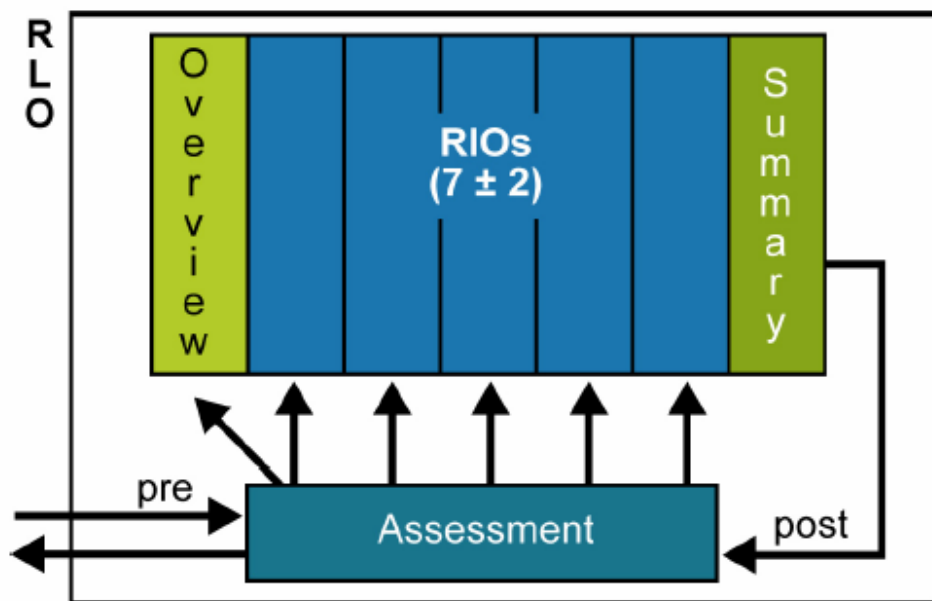 RLO
Overview
RIOs
(7 ± 2)
Summary
pre
Assessment
post